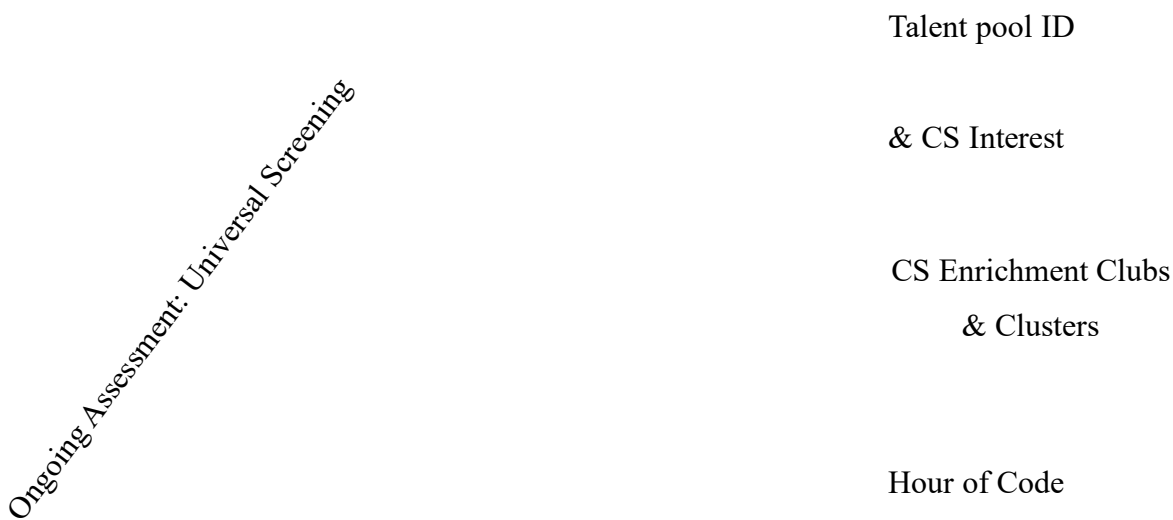 Talent pool ID
& CS Interest
Ongoing Assessment: Universal Screening
CS Enrichment Clubs
& Clusters
Hour of Code